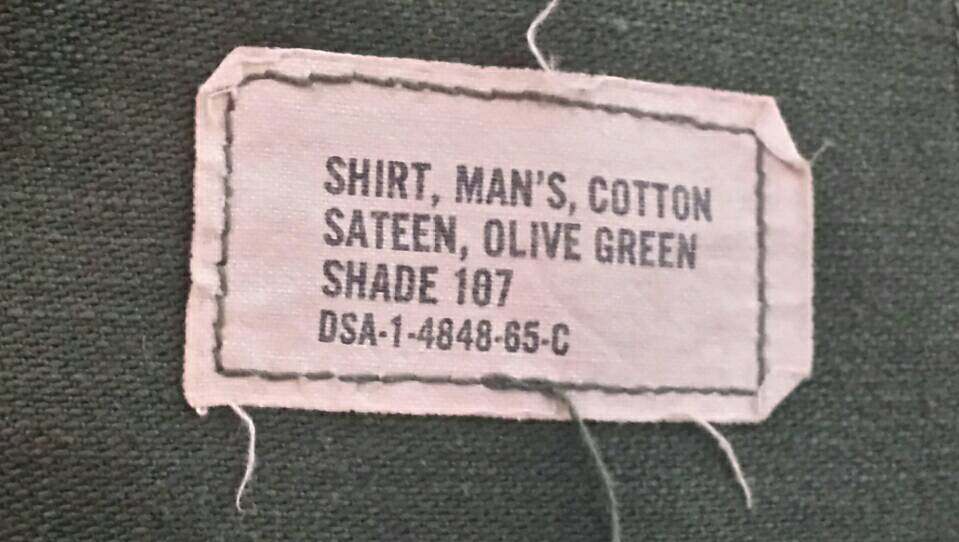 SHIRT, MAN'S, COTTON
SATEEN, OLIVE GREEN
SHADE 107
DSA-1-4848-65-C